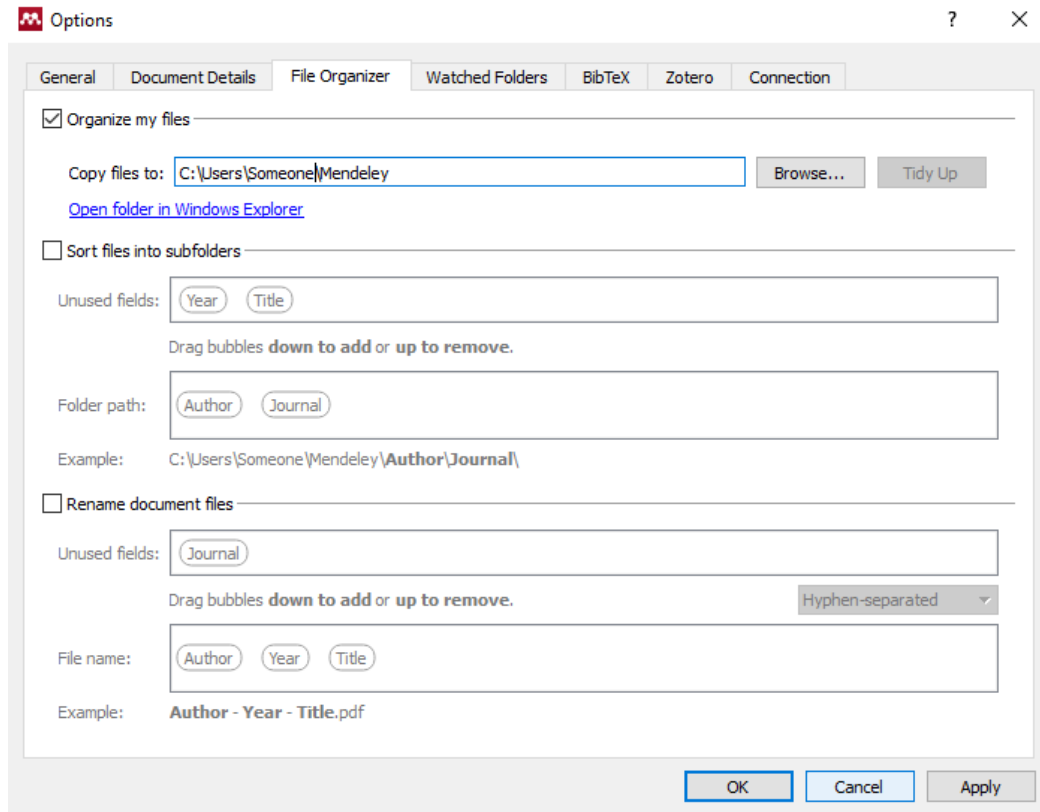 Options ? ×
General Document Details File Organizer Watched Folders BibTeX Zotero Connection
Organize my files
Copy files to: C:\Users\Someone\Mendeley Browse... Tidy Up
Open folder in Windows Explorer
Sort files into subfolders
Unused fields: Year Title
Drag bubbles down to add or up to remove.
Folder path: Author Journal
Example: C:\Users\Someone\Mendeley\Author\Journal\
Rename document files
Unused fields: Journal
Drag bubbles down to add or up to remove. Hyphen-separated
File name: Author Year Title
Example: Author - Year - Title.pdf
OK Cancel Apply